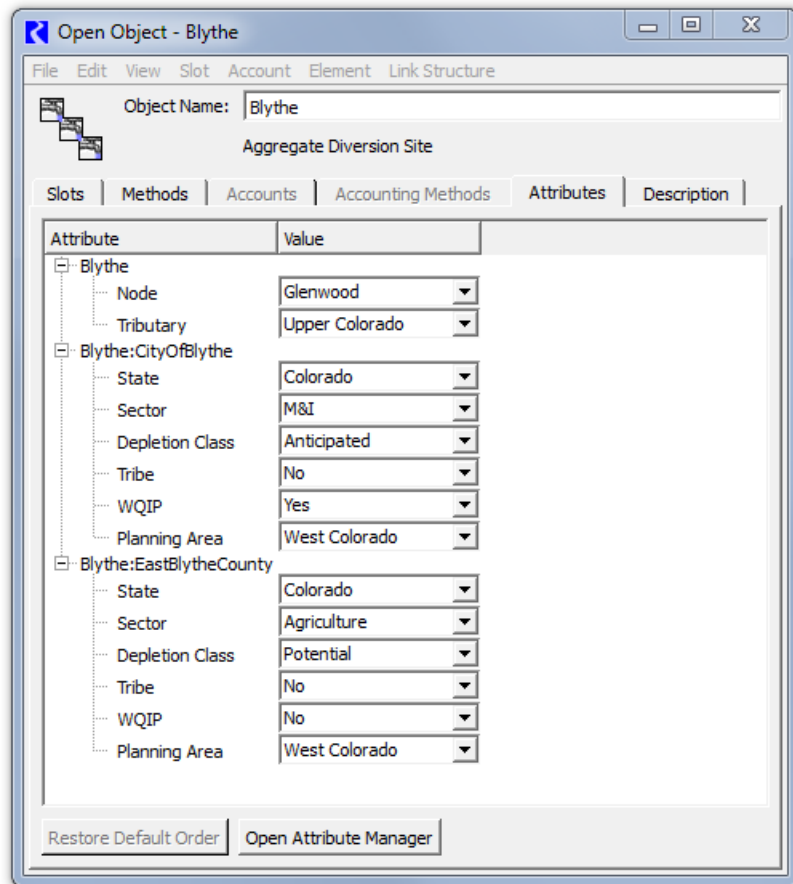 Open Object - Blythe
File Edit View Slot Account Element Link Structure
Object Name: Blythe
Aggregate Diversion Site
Slots Methods Accounts Accounting Methods Attributes Description
Attribute Value
Blythe
Node Glenwood
Tributary Upper Colorado
Blythe:CityOfBlythe
State Colorado
Sector M&I
Depletion Class Anticipated
Tribe No
WQIP Yes
Planning Area West Colorado
Blythe:EastBlytheCounty
State Colorado
Sector Agriculture
Depletion Class Potential
Tribe No
WQIP No
Planning Area West Colorado
Restore Default Order Open Attribute Manager